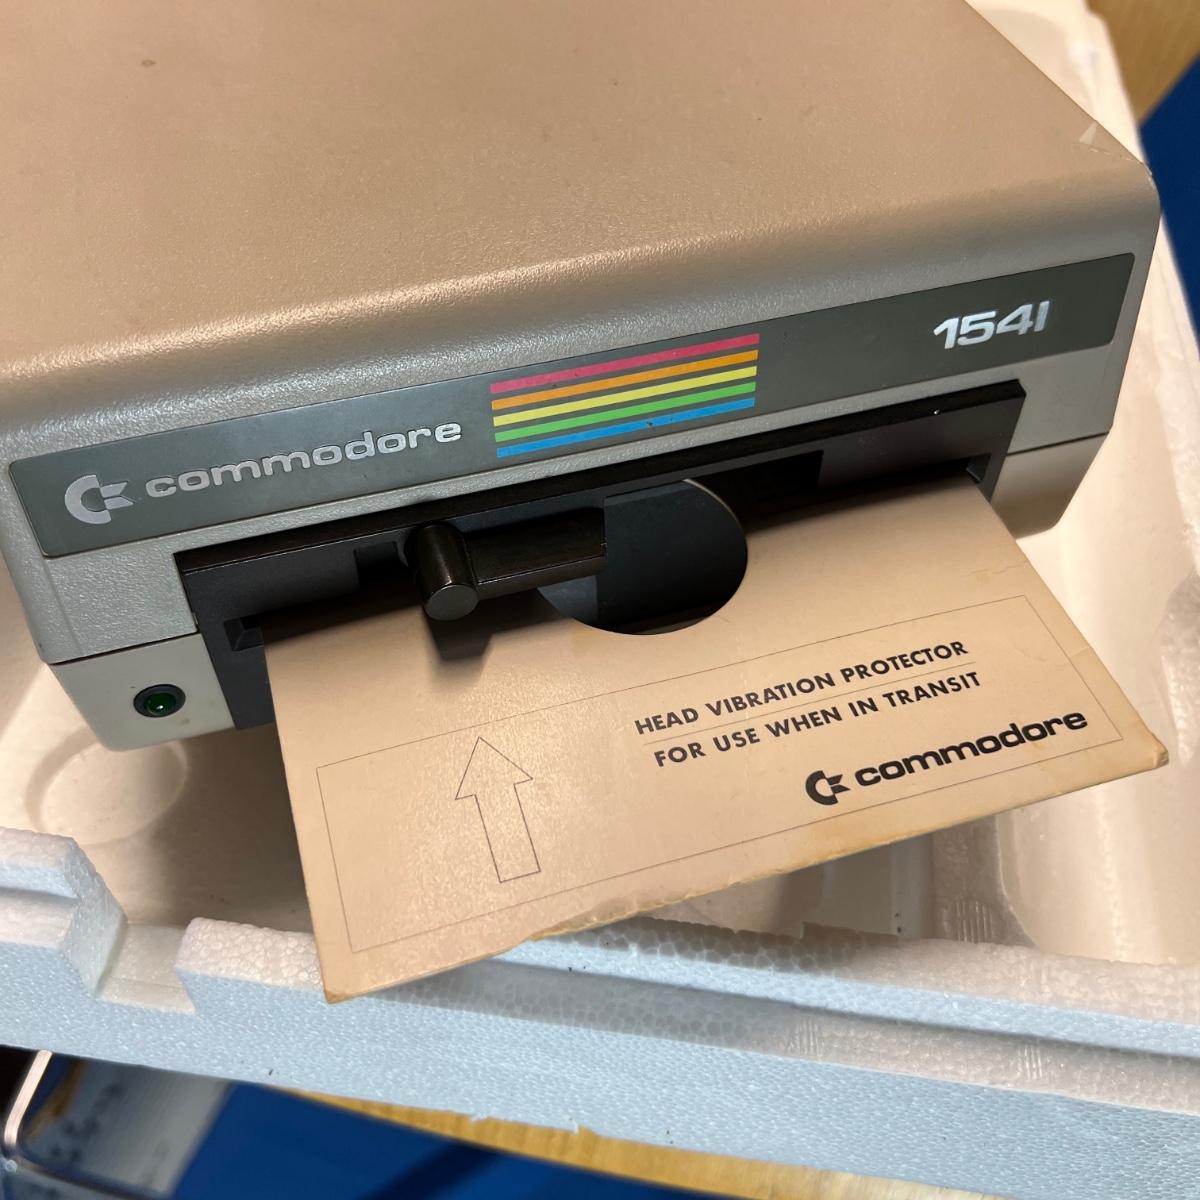 commodore
1541
HEAD VIBRATION PROTECTOR
FOR USE WHEN IN TRANSIT
commodore